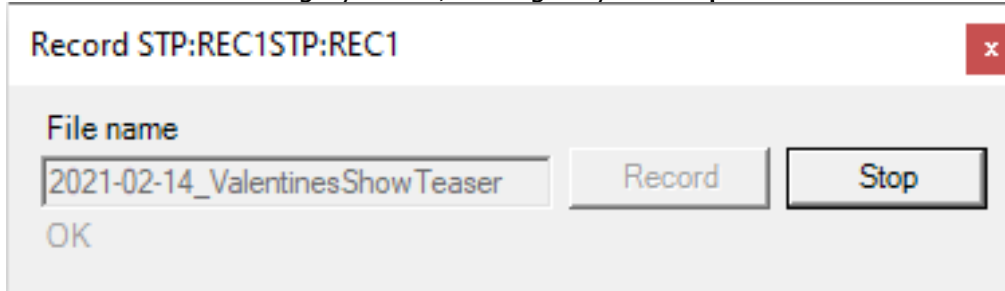 Record STP:REC1STP:REC1
x
File name
2021-02-14_ValentinesShowTeaser Record Stop
OK